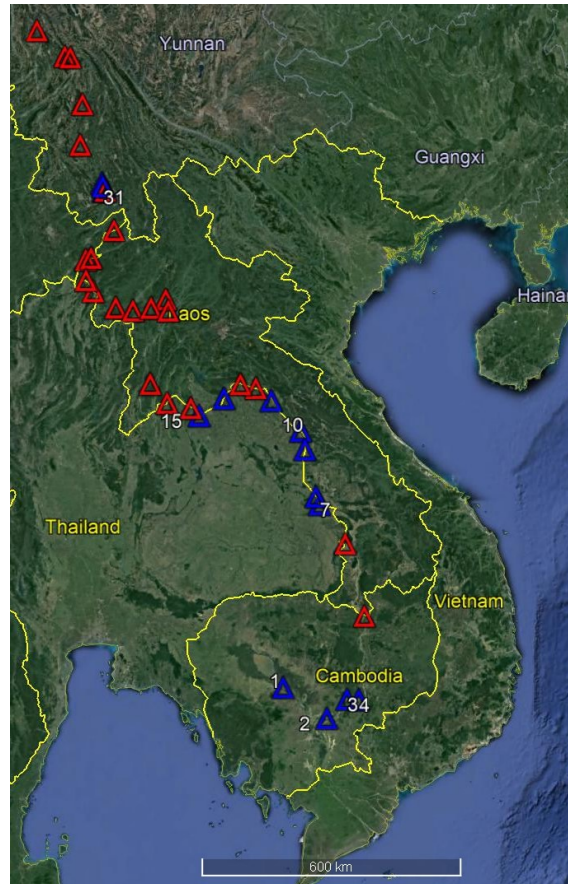 Yunnan
Guangxi
31
Hainan
Laos
15
10
Thailand
7
Vietnam
1
Cambodia
34
2
600 km